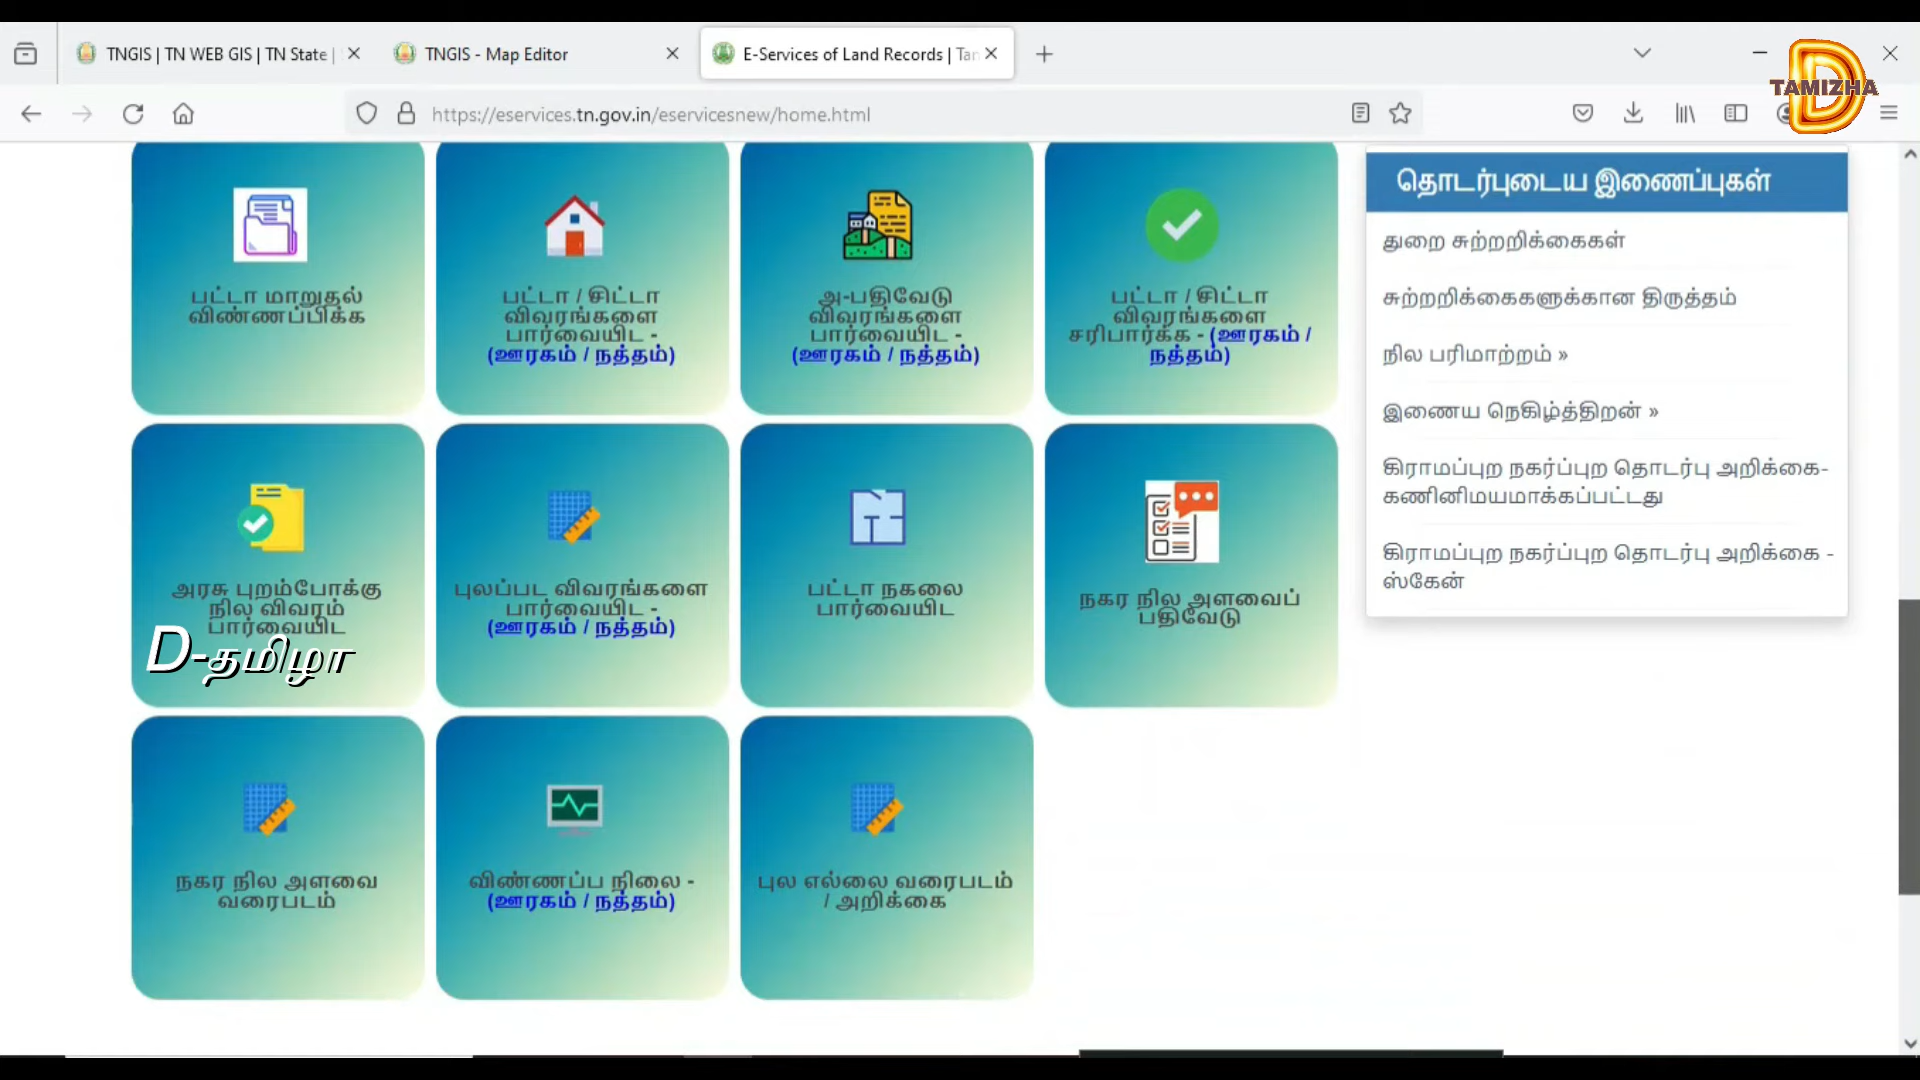 TNGIS | TN WEB GIS | TN State |
TNGIS - Map Editor
E-Services of Land Records | Tan
https://eservices.tn.gov.in/eservicesnew/home.html
TAMIZHA
D
பட்டா மாறுதல்
விண்ணப்பிக்க
பட்டா / சிட்டா
விவரங்களை
பார்வையிட -
(ஊரகம் / நத்தம்)
அ-பதிவேடு
விவரங்களை
பார்வையிட -
(ஊரகம் / நத்தம்)
பட்டா / சிட்டா
விவரங்களை
சரிபார்க்க - (ஊரகம் /
நத்தம்)
அரசு புறம்போக்கு
நில விவரம்
பார்வையிட
D-தமிழா
புலப்பட விவரங்களை
பார்வையிட -
(ஊரகம் / நத்தம்)
பட்டா நகலை
பார்வையிட
நகர நில அளவைப்
பதிவேடு
நகர நில அளவை
வரைபடம்
விண்ணப்ப நிலை -
(ஊரகம் / நத்தம்)
புல எல்லை வரைபடம்
/ அறிக்கை
தொடர்புடைய இணைப்புகள்
துறை சுற்றறிக்கைகள்
சுற்றறிக்கைகளுக்கான திருத்தம்
நில பரிமாற்றம் »
இணைய நெகிழ்த்திறன் »
கிராமப்புற நகர்ப்புற தொடர்பு அறிக்கை-
கணினிமயமாக்கப்பட்டது
கிராமப்புற நகர்ப்புற தொடர்பு அறிக்கை -
ஸ்கேன்